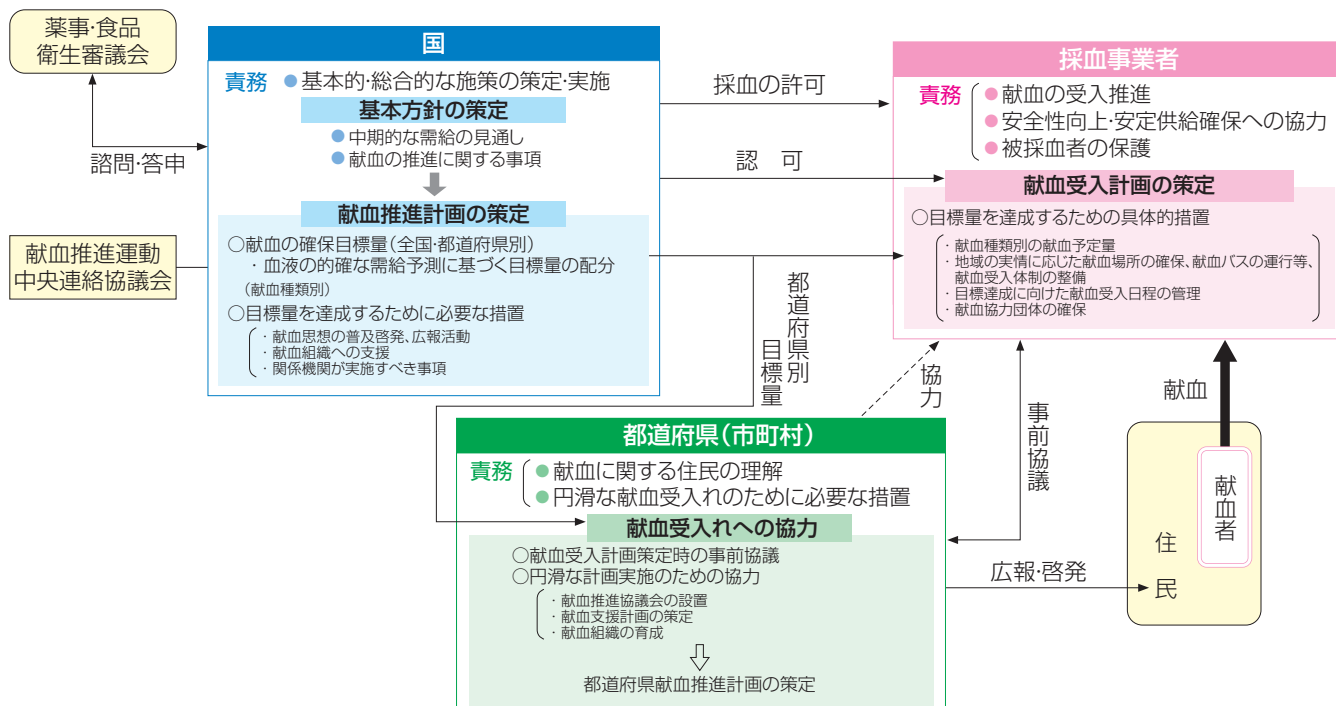 薬事・食品
衛生審議会
諮問・答申
献血推進運動
中央連絡協議会
国
責務 ●基本的・総合的な施策の策定・実施
基本方針の策定
●中期的な需給の見通し
●献血の推進に関する事項
献血推進計画の策定
○献血の確保目標量(全国・都道府県別)
・血液の的確な需給予測に基づく目標量の配分
(献血種類別)
○目標量を達成するために必要な措置
・献血思想の普及啓発、広報活動
・献血組織への支援
・関係機関が実施すべき事項
採血の許可
認 可
都道府県別
目標量
採血事業者
責務 ●献血の受入推進
●安全性向上・安定供給確保への協力
●被採血者の保護
献血受入計画の策定
○目標量を達成するための具体的措置
・献血種類別の献血予定量
・地域の実情に応じた献血場所の確保、献血バスの運行等、
献血受入体制の整備
・目標達成に向けた献血受入日程の管理
・献血協力団体の確保
協力
事前協議
献血
都道府県(市町村)
責務 ●献血に関する住民の理解
●円滑な献血受入れのために必要な措置
献血受入れへの協力
○献血受入計画策定時の事前協議
○円滑な計画実施のための協力
・献血推進協議会の設置
・献血支援計画の策定
・献血組織の育成
都道府県献血推進計画の策定
広報・啓発
住民
献血者